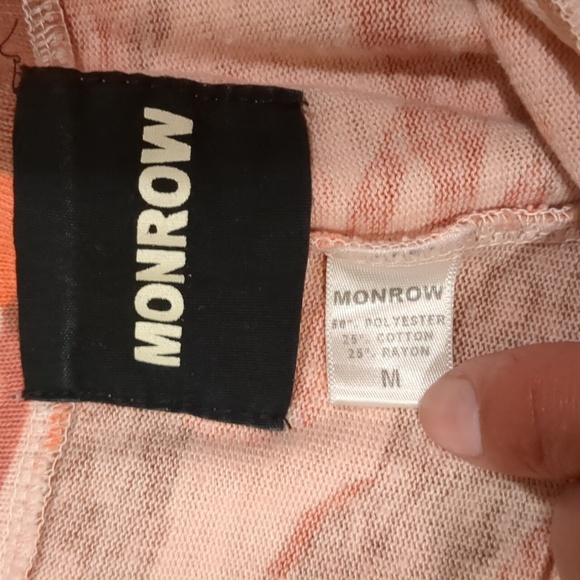 MONROW
MONROW
POLYESTER
25% COTTON
25% RAYON
M